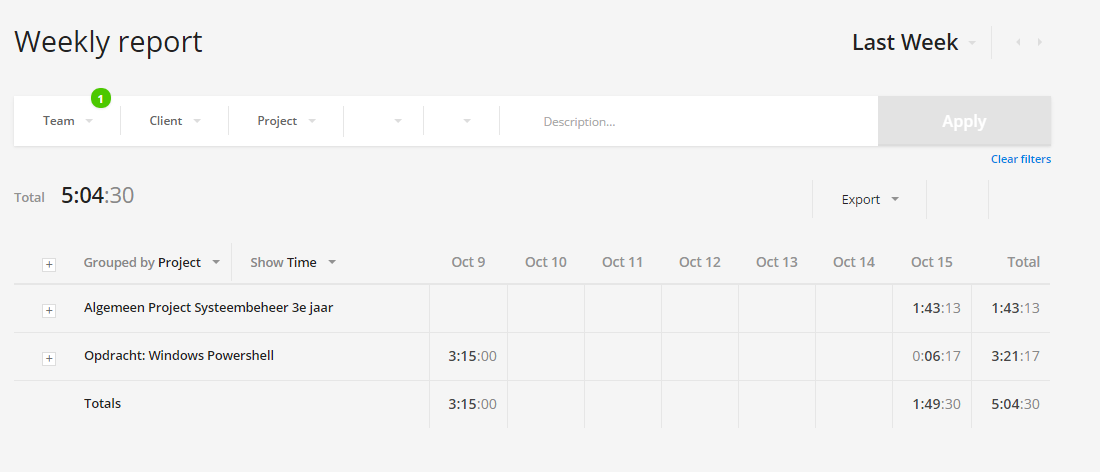 Weekly report
Last Week
1
Team Client Project Description... Apply
Clear filters
Total 5:04:30
Export
+ Grouped by Project Show Time Oct 9 Oct 10 Oct 11 Oct 12 Oct 13 Oct 14 Oct 15 Total
+ Algemeen Project Systeembeheer 3e jaar 1:43:13 1:43:13
+ Opdracht: Windows Powershell 3:15:00 0:06:17 3:21:17
Totals 3:15:00 1:49:30 5:04:30